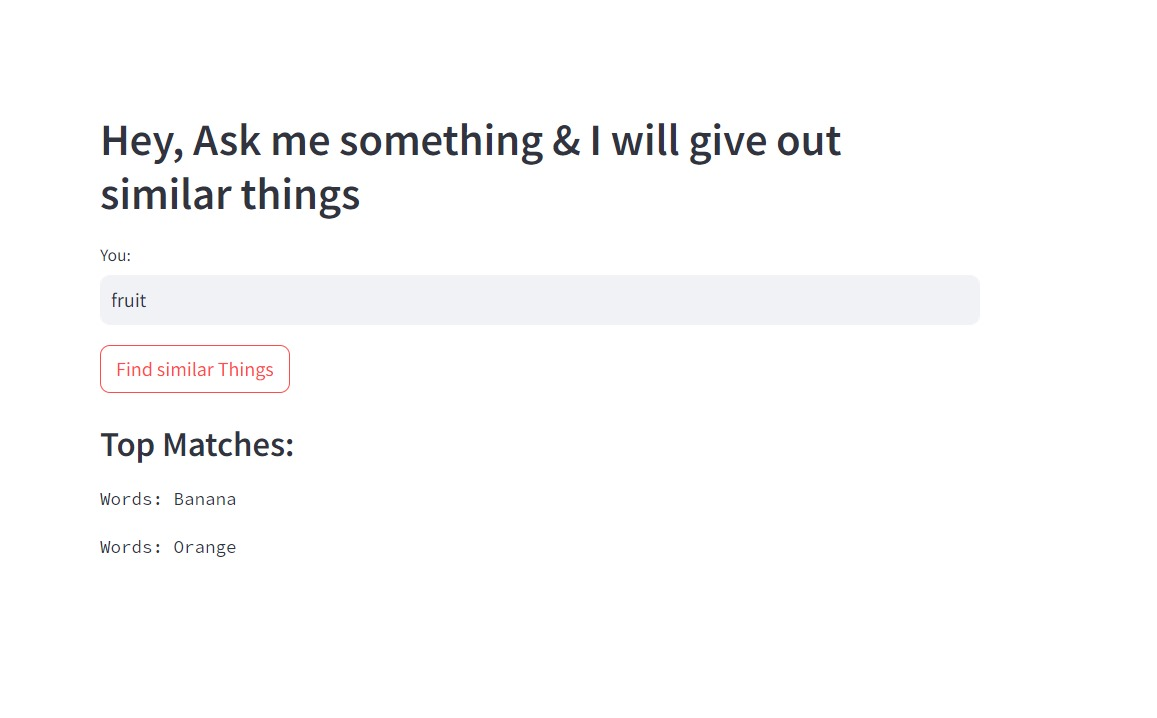 Hey, Ask me something & I will give out
similar things
You:
fruit
Find similar Things
Top Matches:
Words: Banana
Words: Orange